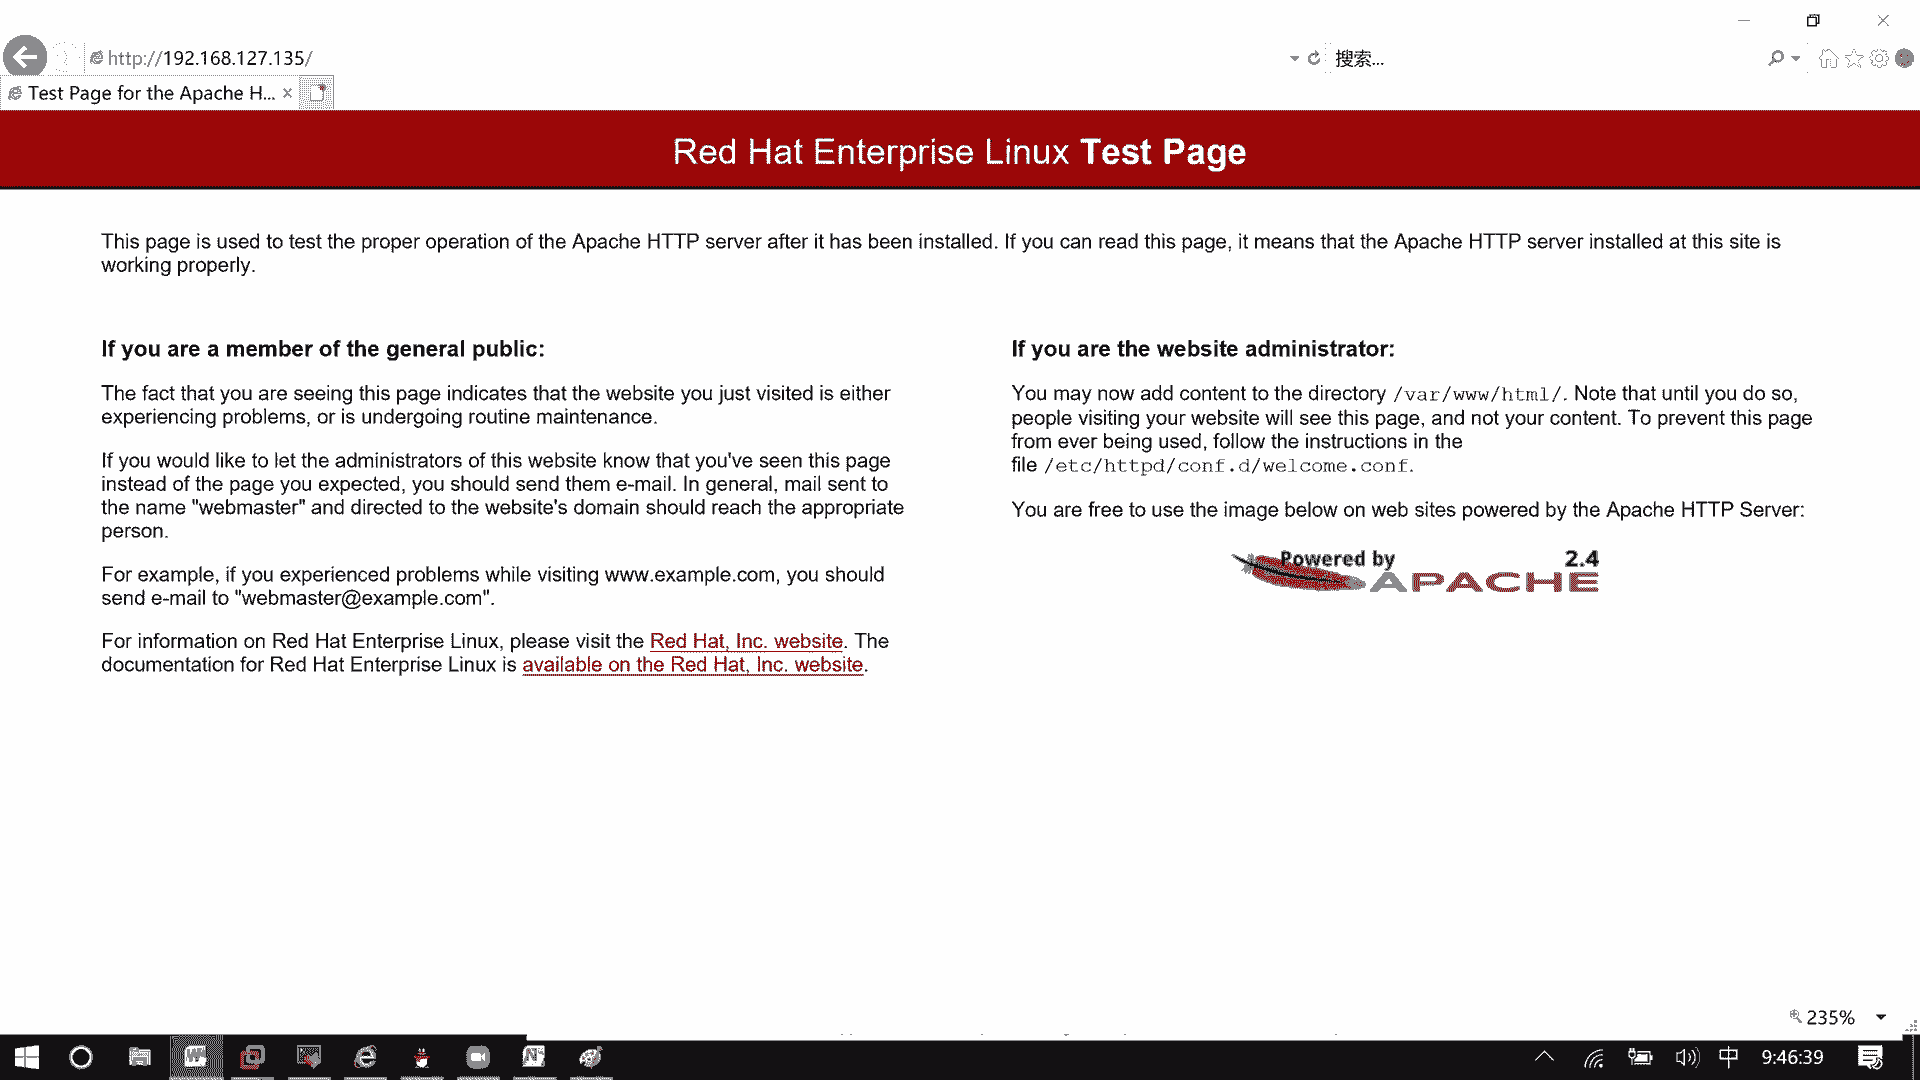 http://192.168.127.135/
搜索...
Test Page for the Apache H...
Red Hat Enterprise Linux Test Page
This page is used to test the proper operation of the Apache HTTP server after it has been installed. If you can read this page, it means that the Apache HTTP server installed at this site is
working properly.
If you are a member of the general public:
The fact that you are seeing this page indicates that the website you just visited is either
experiencing problems, or is undergoing routine maintenance.
If you would like to let the administrators of this website know that you've seen this page
instead of the page you expected, you should send them e-mail. In general, mail sent to
the name "webmaster" and directed to the website's domain should reach the appropriate
person.
For example, if you experienced problems while visiting www.example.com, you should
send e-mail to "webmaster@example.com".
For information on Red Hat Enterprise Linux, please visit the Red Hat, Inc. website. The
documentation for Red Hat Enterprise Linux is available on the Red Hat, Inc. website.
If you are the website administrator:
You may now add content to the directory /var/www/html/. Note that until you do so,
people visiting your website will see this page, and not your content. To prevent this page
from ever being used, follow the instructions in the
file /etc/httpd/conf.d/welcome.conf.
You are free to use the image below on web sites powered by the Apache HTTP Server:
Powered by 2.4
APACHE
235%
中 9:46:39